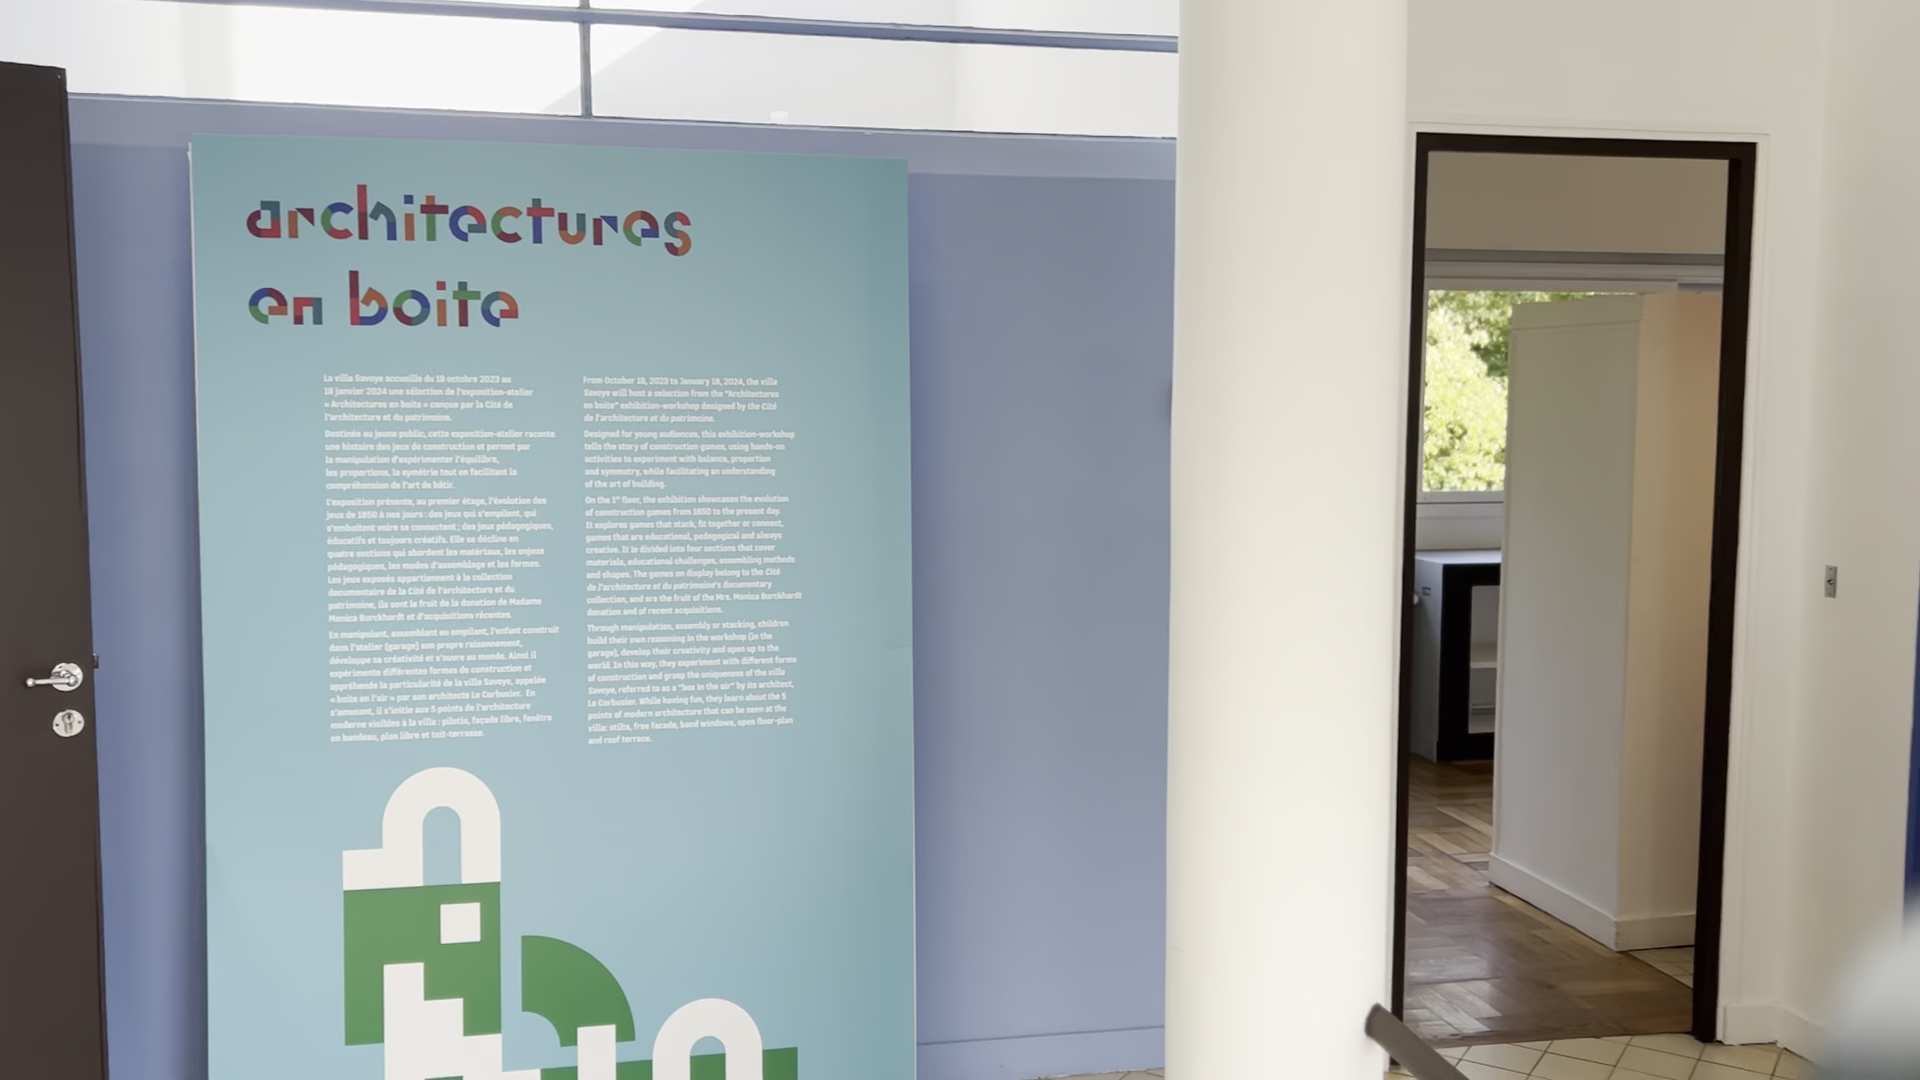 architectures
en boite
La villa Savoye accueille du 18 octobre 2023 au
18 janvier 2024 une sélection de l'exposition-atelier
« Architectures en boite » conçue par la Cité de
l'architecture et du patrimoine.
Destinée au jeune public, cette exposition-atelier raconte
une histoire des jeux de construction et permet par
la manipulation d'expérimenter l'équilibre,
les proportions, la symétrie tout en facilitant la
compréhension de l'art de bâtir.
L'exposition présente, au premier étage, l'évolution des
jeux de 1850 à nos jours : des jeux qui s'empilent, qui
s'emboîtent voire se connectent ; des jeux pédagogiques,
éducatifs et toujours créatifs. Elle se décline en
quatre sections qui abordent les matériaux, les enjeux
pédagogiques, les modes d'assemblage et les formes.
Les jeux exposés appartiennent à la collection
documentaire de la Cité de l'architecture et du
patrimoine, ils sont le fruit de la donation de Madame
Monica Burckhardt et d'acquisitions récentes.
En manipulant, assemblant ou empilant, l'enfant construit
dans l'atelier (garage) son propre raisonnement,
développe sa créativité et s'ouvre au monde. Ainsi il
expérimente différentes formes de construction et
appréhende la particularité de la villa Savoye, appelée
« boite en l'air » par son architecte Le Corbusier. En
s'amusant, il s'initie aux 5 points de l'architecture
moderne visibles à la villa : pilotis, façade libre, fenêtre
en bandeau, plan libre et toit-terrasse.
From October 18, 2023 to January 18, 2024, the villa
Savoye will host a selection from the "Architectures
en boite" exhibition-workshop designed by the Cité
de l'architecture et du patrimoine.
Designed for young audiences, this exhibition-workshop
tells the story of construction games, using hands-on
activities to experiment with balance, proportion
and symmetry, while facilitating an understanding
of the art of building.
On the 1st floor, the exhibition showcases the evolution
of construction games from 1850 to the present day.
It explores games that stack, fit together or connect,
games that are educational, pedagogical and always
creative. It is divided into four sections that cover
materials, educational challenges, assembling methods
and shapes. The games on display belong to the Cité
de l'architecture et du patrimoine's documentary
collection, and are the fruit of the Mrs. Monica Burckhardt
donation and of recent acquisitions.
Through manipulation, assembly or stacking, children
build their own reasoning in the workshop (in the
garage), develop their creativity and open up to the
world. In this way, they experiment with different forms
of construction and grasp the uniqueness of the villa
Savoye, referred to as a "box in the air" by its architect,
Le Corbusier. While having fun, they learn about the 5
points of modern architecture that can be seen at the
villa: stilts, free facade, band windows, open floor-plan
and roof terrace.